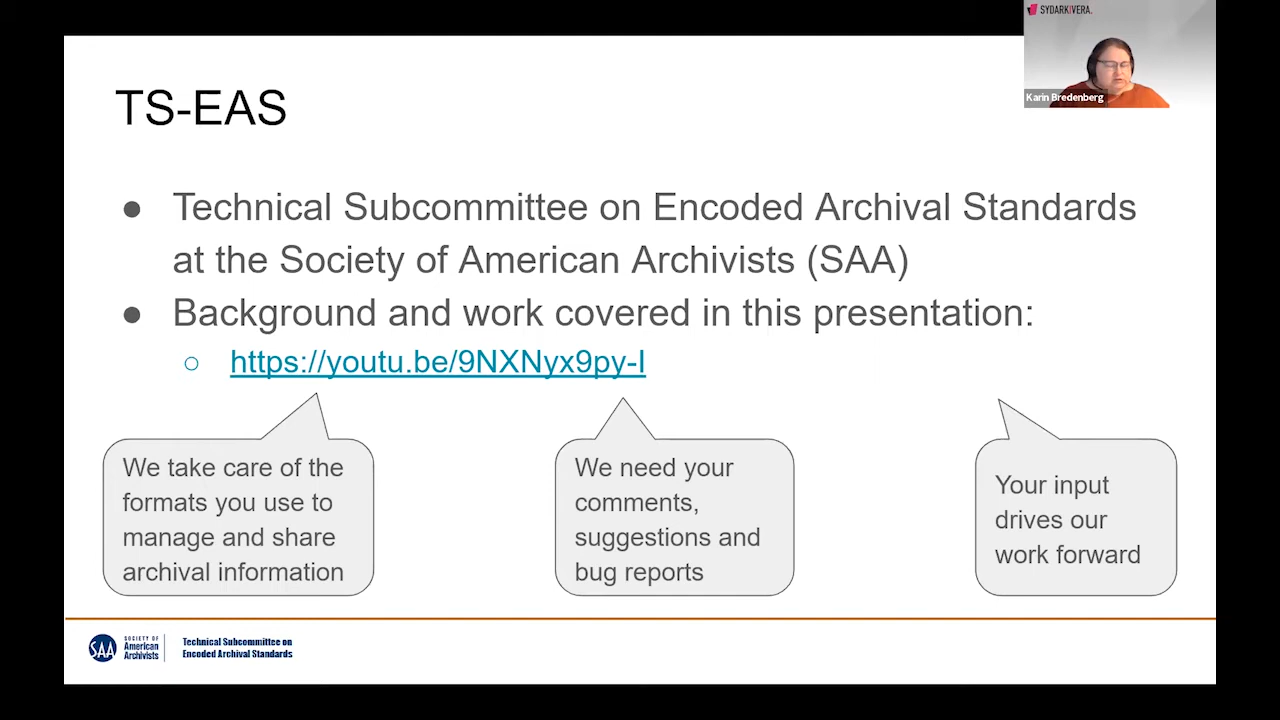 SYDARKIVERA.
Karin Bredenberg
TS-EAS
● Technical Subcommittee on Encoded Archival Standards
at the Society of American Archivists (SAA)
● Background and work covered in this presentation:
○ https://youtu.be/9NXNyx9py-I
We take care of the
formats you use to
manage and share
archival information
We need your
comments,
suggestions and
bug reports
Your input
drives our
work forward
SAA
SOCIETY OF
American
Archivists
Technical Subcommittee on
Encoded Archival Standards